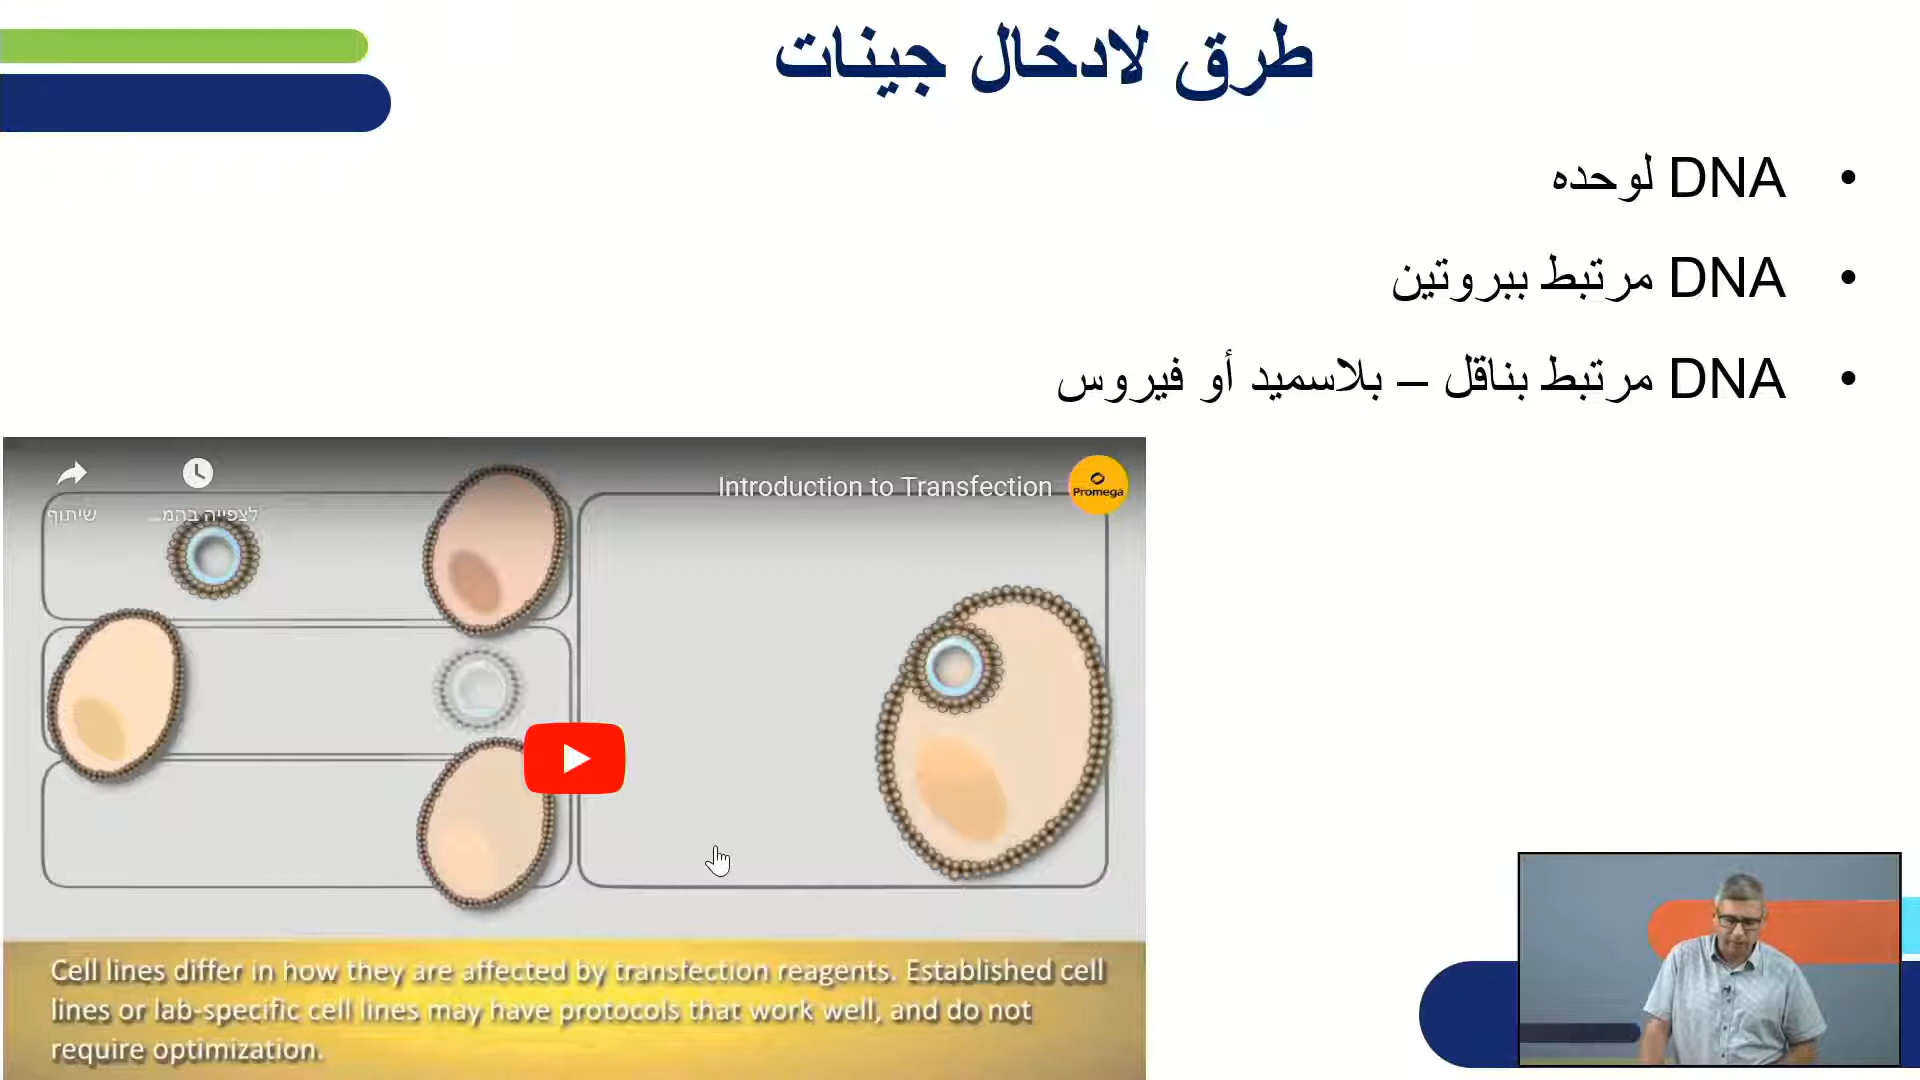 طرق لادخال جينات
• DNA لوحده
• DNA مرتبط ببروتين
• DNA مرتبط بناقل – بلاسميد أو فيروس
Introduction to Transfection
Promega
שיתוף
לצפייה בהמ...
Cell lines differ in how they are affected by transfection reagents. Established cell
lines or lab-specific cell lines may have protocols that work well, and do not
require optimization.